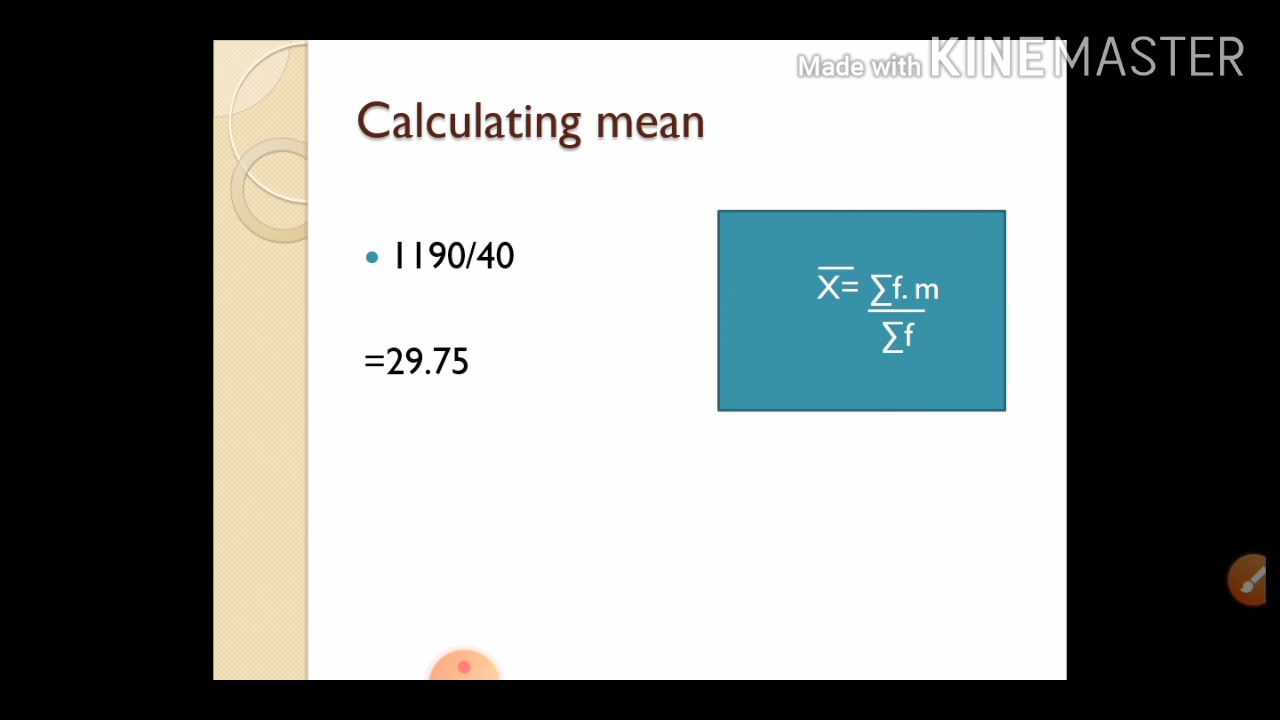 Made with KINEMASTER
Calculating mean
• 1190/40
=29.75
X̅= ∑f. m
∑f